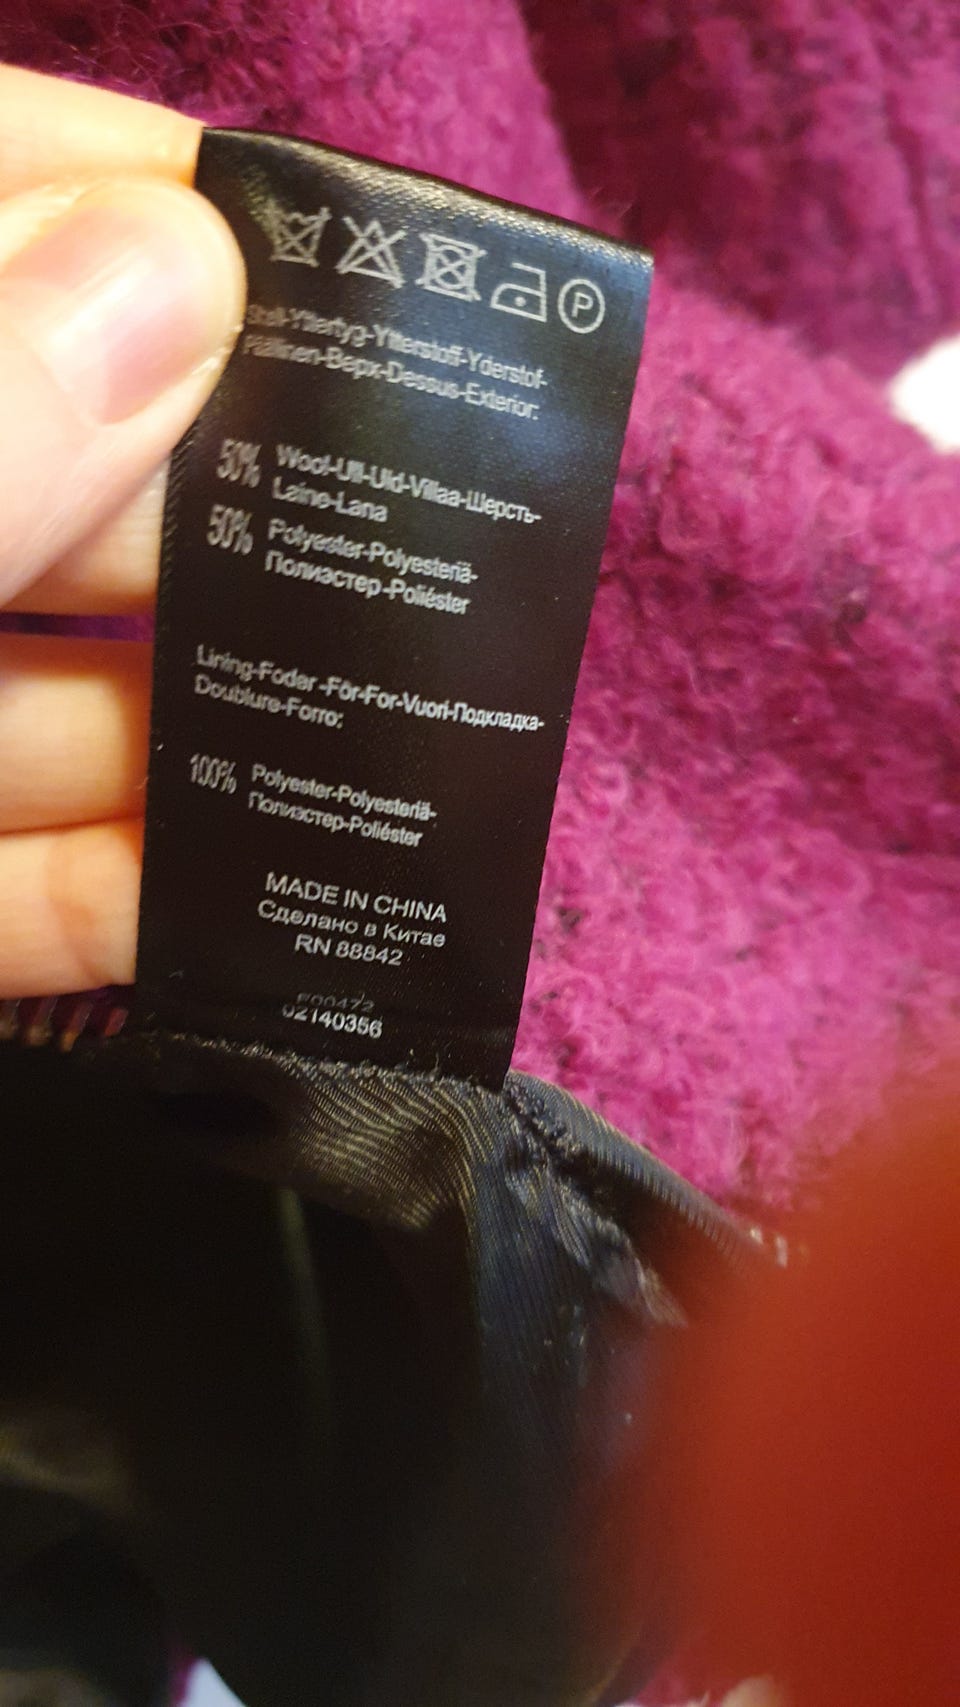 Shell-Yttertyg-Ytterstoff-Yderstof-
Päällinen-Верх-Dessus-Exterior:
50% Wool-Ull-Uld-Villaa-Шерсть-
Laine-Lana
50% Polyester-Polyesteriä-
Полиэстер-Poliéster
Lining-Foder-Fôr-For-Vuori-Подкладка-
Doublure-Forro:
100% Polyester-Polyesteriä-
Полиэстер-Poliéster
MADE IN CHINA
Сделано в Китае
RN 88842
02140356
P